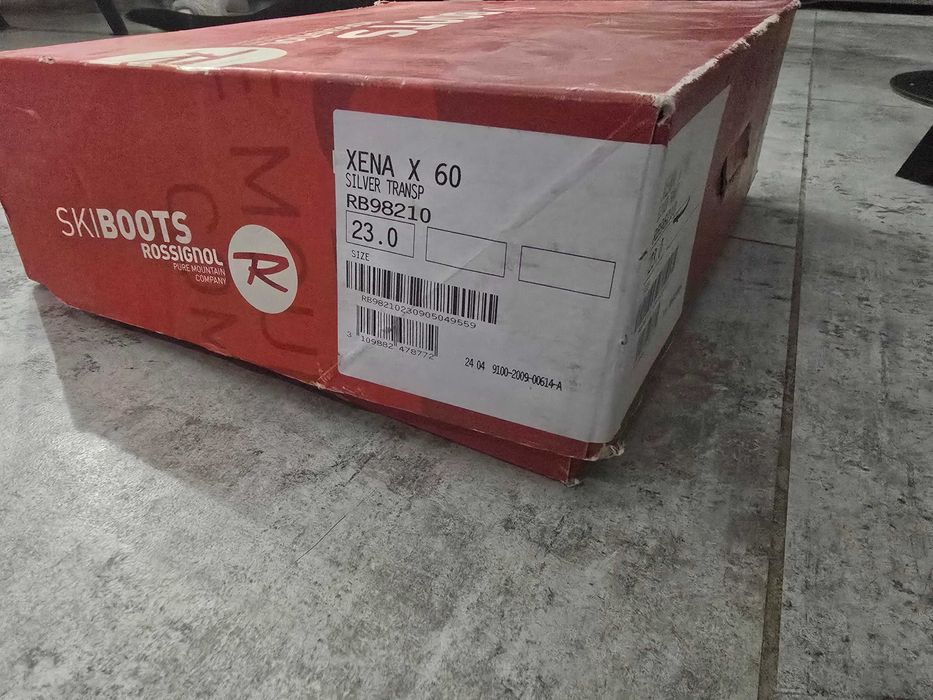 SKIBOOTS
ROSSIGNOL
PURE MOUNTAIN
COMPANY
R
XENA X 60
SILVER TRANSP
RB98210
23.0
SIZE
RB98210230905049559
3 109882 478772
24 04 9100-2009-00614-A